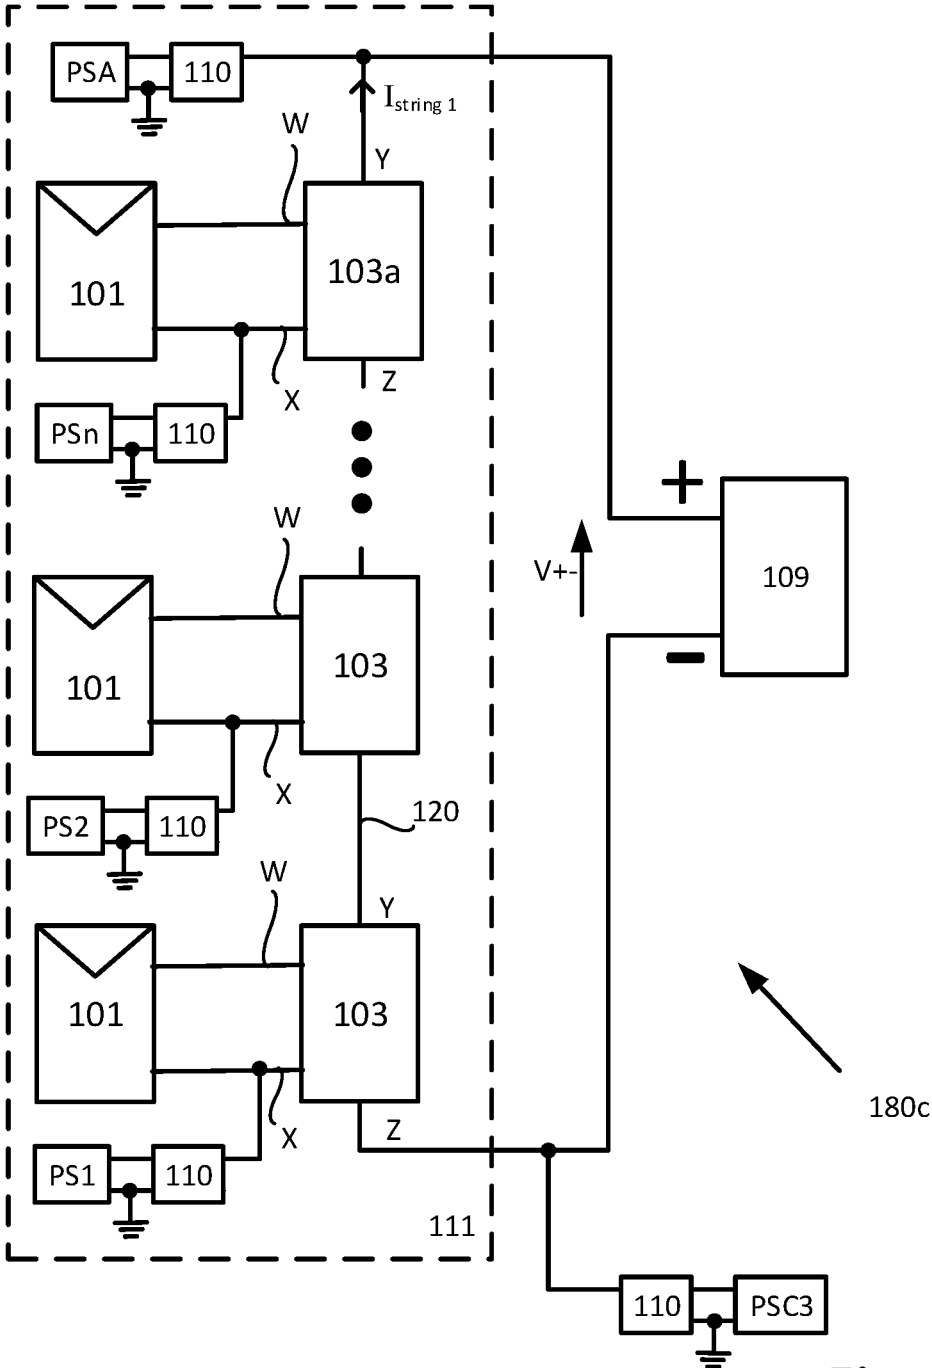 PSA 110
I string 1
W
Y
101
103a
X
Z
PSn 110
W
+
109
V+-
101
103
-
X
120
PS2 110
W
Y
101
103
180c
X
Z
PS1 110
111
110 PSC3